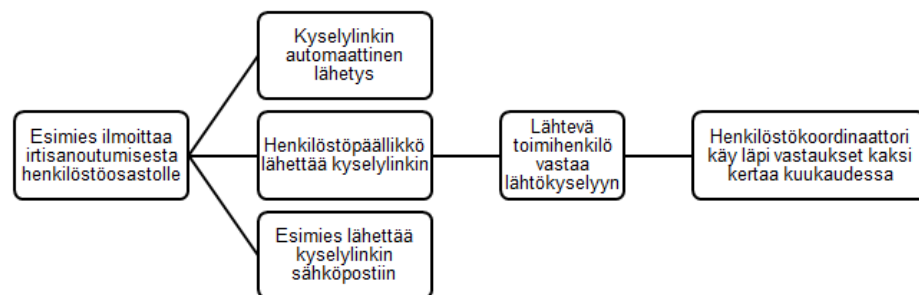 Kyselylinkin
automaattinen
lähetys
Esimies ilmoittaa
irtisanoutumisesta
henkilöstöosastolle
Henkilöstöpäällikkö
lähettää kyselylinkin
Lähtevä
toimihenkilö
vastaa
lähtökyselyyn
Henkilöstökoordinaattori
käy läpi vastaukset kaksi
kertaa kuukaudessa
Esimies lähettää
kyselylinkin
sähköpostiin